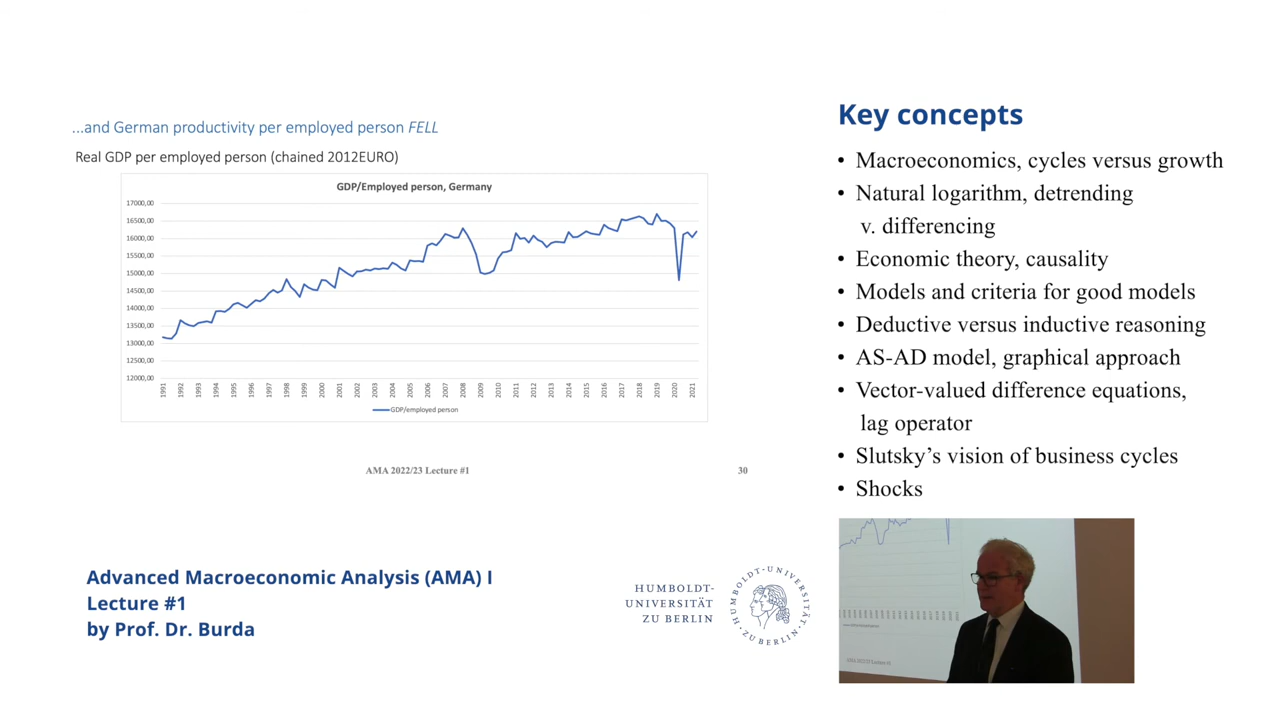 ...and German productivity per employed person FELL
Real GDP per employed person (chained 2012EURO)
GDP/Employed person, Germany
17000,00
16500,00
16000,00
15500,00
15000,00
14500,00
14000,00
13500,00
13000,00
12500,00
12000,00
1991 1992 1993 1994 1995 1996 1997 1998 1999 2000 2001 2002 2003 2004 2005 2006 2007 2008 2009 2010 2011 2012 2013 2014 2015 2016 2017 2018 2019 2020 2021
GDP/employed person
AMA 2022/23 Lecture #1 30
Advanced Macroeconomic Analysis (AMA) I
Lecture #1
by Prof. Dr. Burda
HUMBOLDT-
UNIVERSITÄT
ZU BERLIN
HUMBOLDT-UNIVERSITÄT
ZU BERLIN
Key concepts
• Macroeconomics, cycles versus growth
• Natural logarithm, detrending
v. differencing
• Economic theory, causality
• Models and criteria for good models
• Deductive versus inductive reasoning
• AS-AD model, graphical approach
• Vector-valued difference equations,
lag operator
• Slutsky's vision of business cycles
• Shocks